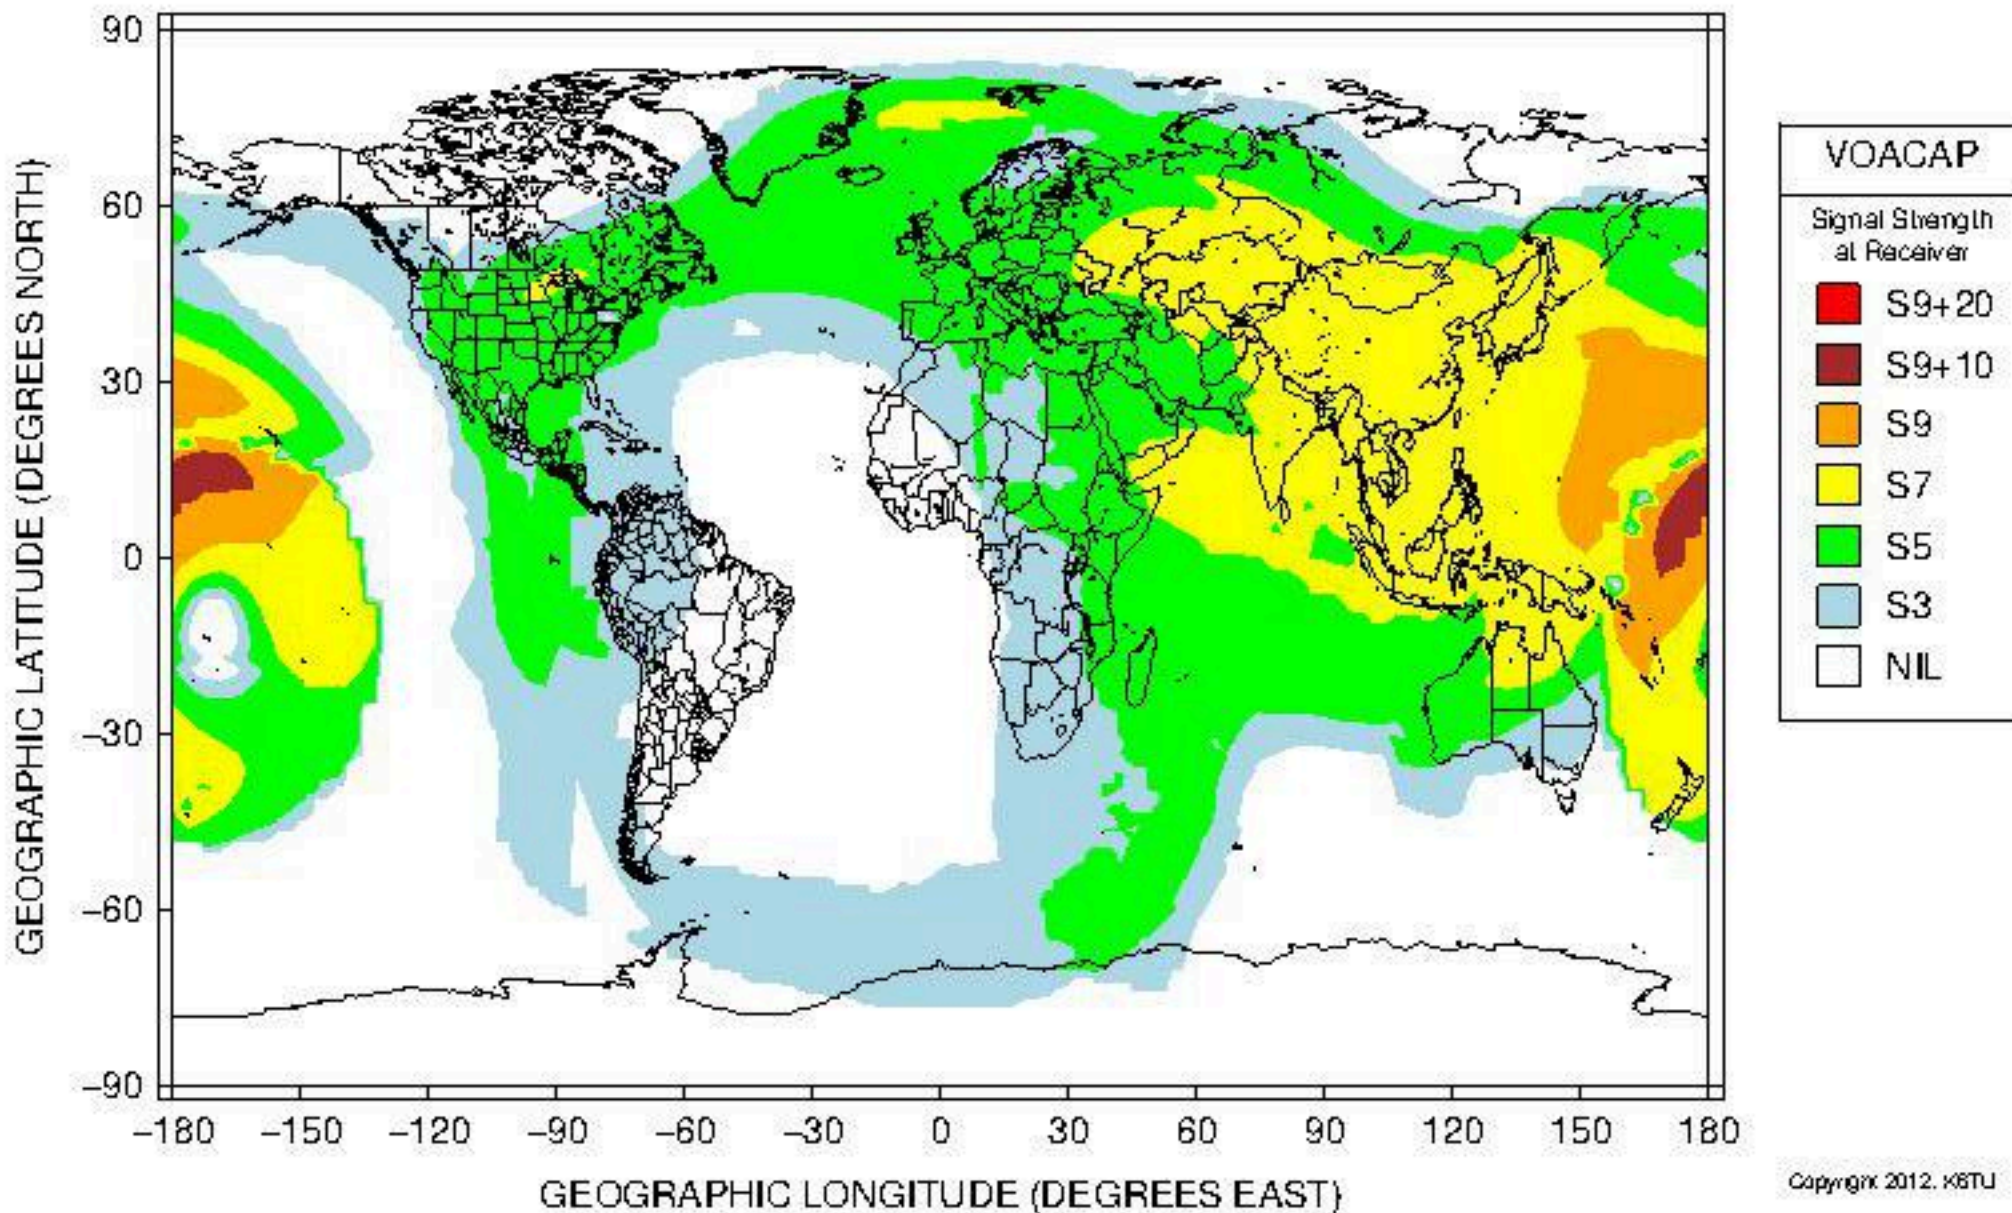 90
60
30
0
−30
−60
−90
GEOGRAPHIC LATITUDE (DEGREES NORTH)
−180 −150 −120 −90 −60 −30 0 30 60 90 120 150 180
GEOGRAPHIC LONGITUDE (DEGREES EAST)
VOACAP
Signal Strength
at Receiver
S9+20
S9+10
S9
S7
S5
S3
NIL
Copyright 2012, K6TU